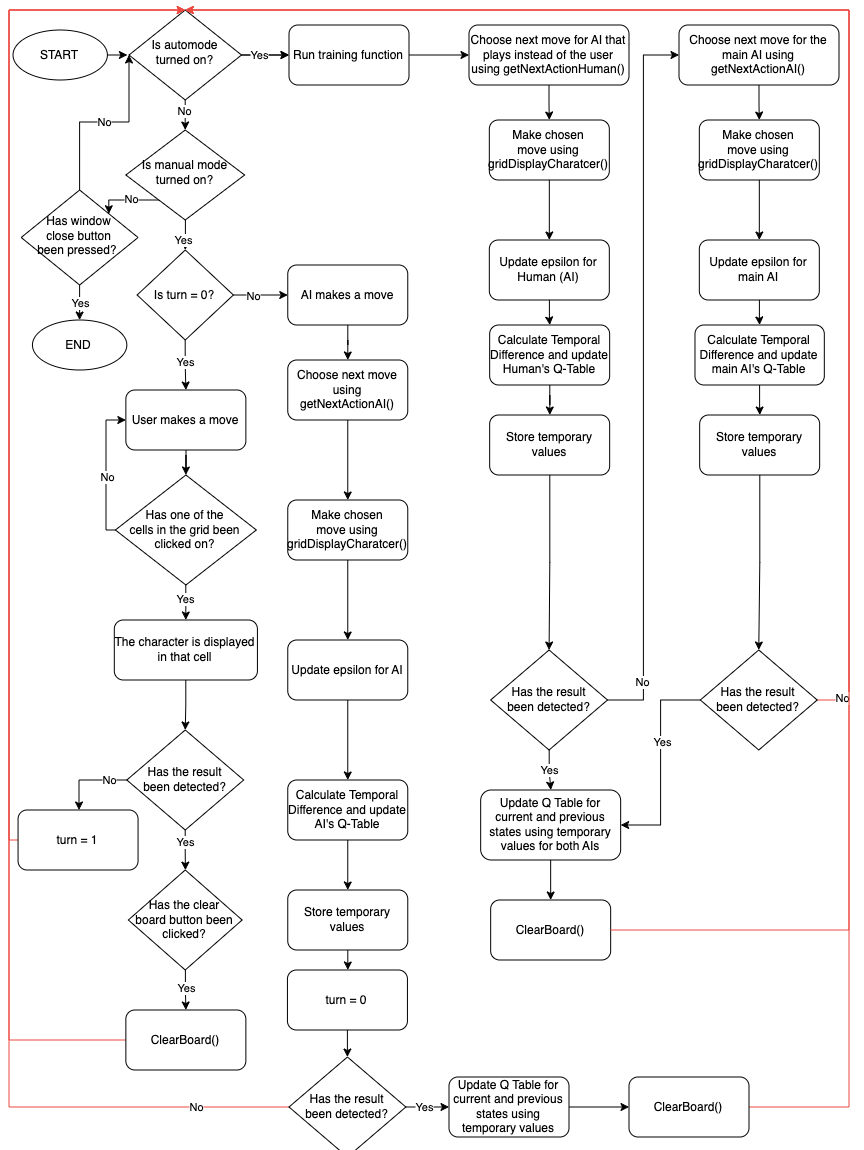 START
Is automode
turned on?
Yes
Run training function
Choose next move for AI that
plays instead of the user
using getNextActionHuman()
Choose next move for the
main AI using
getNextActionAI()
No
No
Make chosen
move using
gridDisplayCharatcer()
Make chosen
move using
gridDisplayCharatcer()
Is manual mode
turned on?
No
Has window
close button
been pressed?
Yes
Update epsilon for
Human (AI)
Update epsilon for
main AI
Is turn = 0?
No
AI makes a move
Yes
END
Yes
Calculate Temporal
Difference and update
Human's Q-Table
Calculate Temporal
Difference and update
main AI's Q-Table
Choose next move
using
getNextActionAI()
User makes a move
Store temporary
values
Store temporary
values
No
Has one of the
cells in the grid been
clicked on?
Make chosen
move using
gridDisplayCharatcer()
Yes
The character is displayed
in that cell
Update epsilon for AI
Has the result
been detected?
No
Has the result
been detected?
No
Yes
Yes
Has the result
been detected?
No
turn = 1
Yes
Calculate Temporal
Difference and update
AI's Q-Table
Update Q Table for
current and previous
states using temporary
values for both AIs
Has the clear
board button been
clicked?
Store temporary
values
ClearBoard()
Yes
turn = 0
ClearBoard()
Has the result
been detected?
No
Yes
Update Q Table for
current and previous
states using
temporary values
ClearBoard()